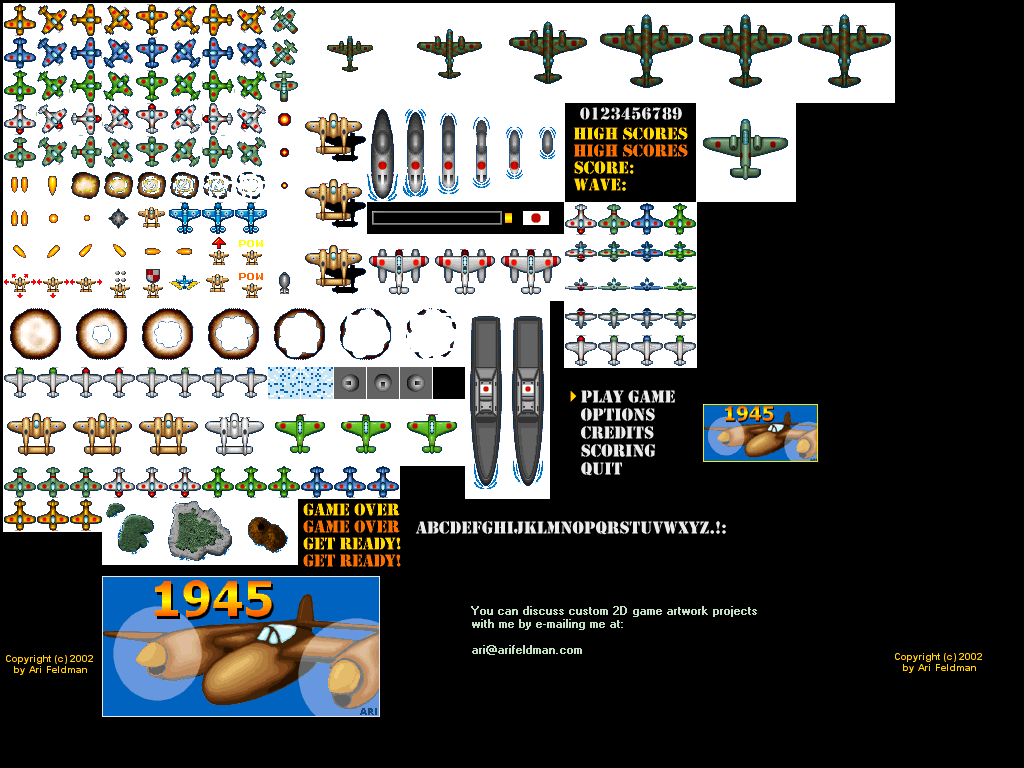 0123456789
HIGH SCORES
HIGH SCORES
SCORE:
WAVE:
POW
POW
PLAY GAME
OPTIONS
CREDITS
SCORING
QUIT
1945
GAME OVER
GAME OVER
GET READY!
GET READY!
ABCDEFGHIJKLMNOPQRSTUVWXYZ.!:
1945
ARI
You can discuss custom 2D game artwork projects
with me by e-mailing me at:
ari@arifeldman.com
Copyright (c) 2002
by Ari Feldman
Copyright (c) 2002
by Ari Feldman